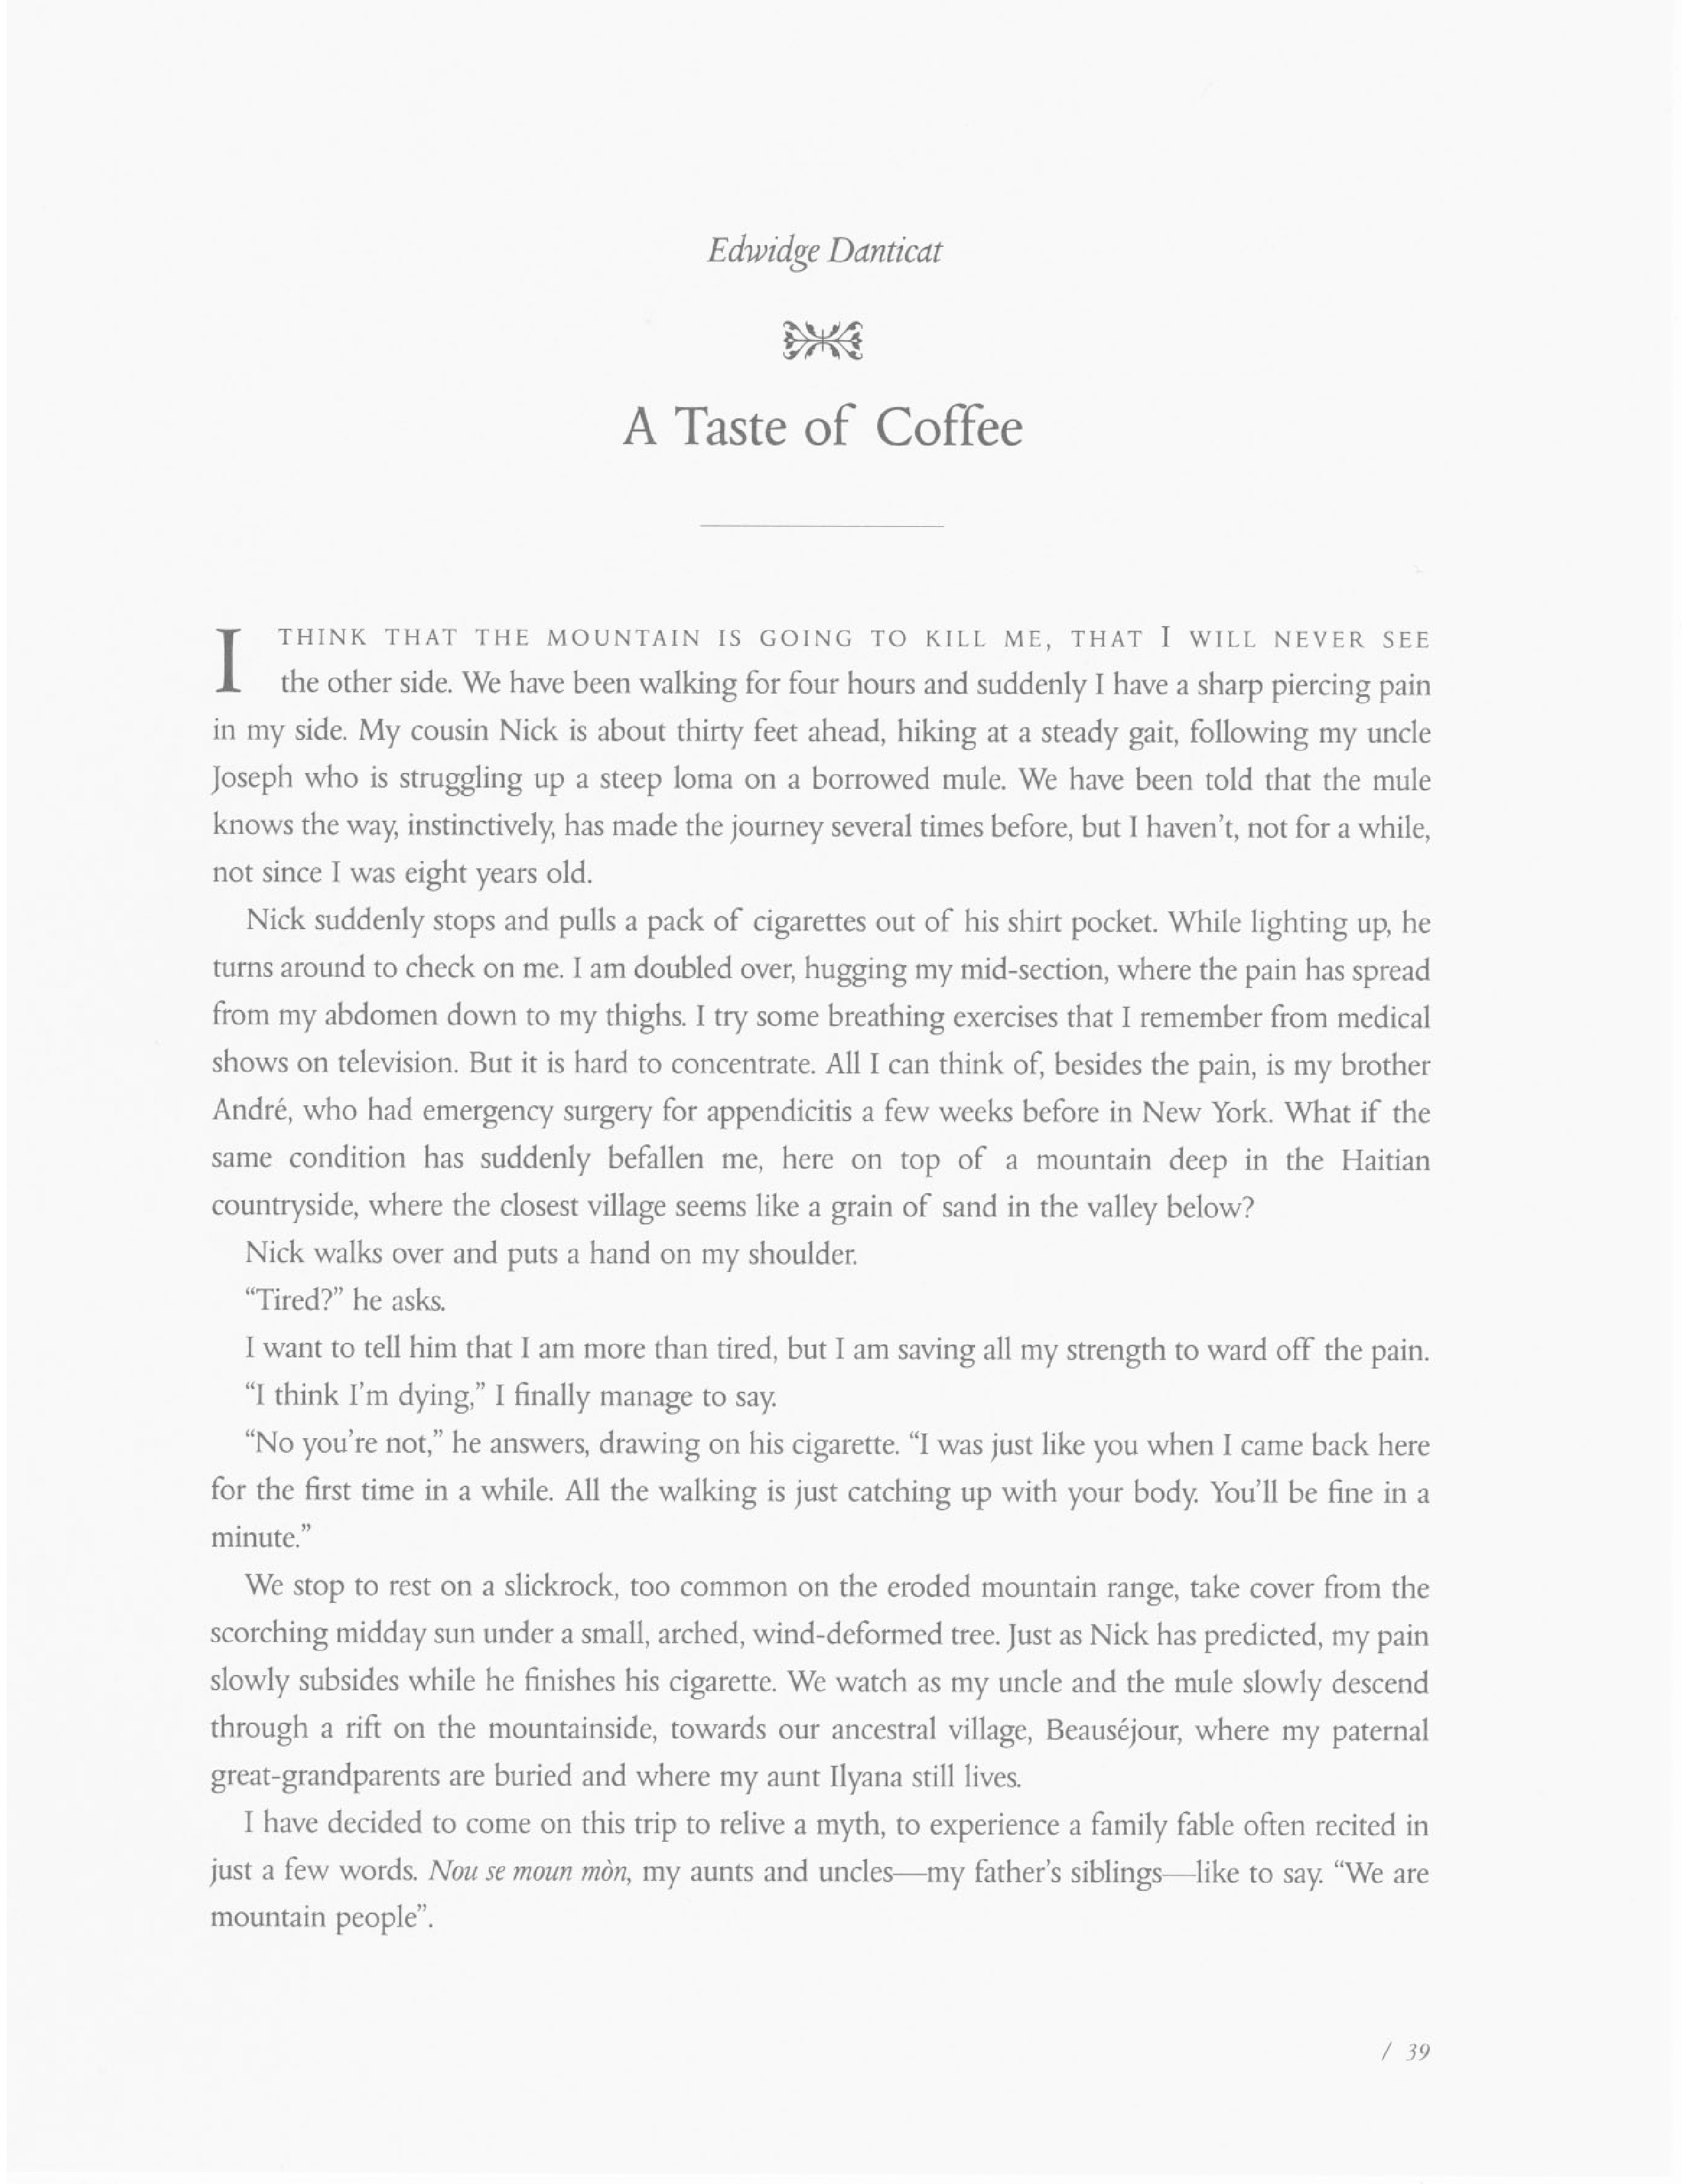 Edwidge Danticat
A Taste of Coffee
I THINK THAT THE MOUNTAIN IS GOING TO KILL ME, THAT I WILL NEVER SEE
the other side. We have been walking for four hours and suddenly I have a sharp piercing pain
in my side. My cousin Nick is about thirty feet ahead, hiking at a steady gait, following my uncle
Joseph who is struggling up a steep loma on a borrowed mule. We have been told that the mule
knows the way, instinctively, has made the journey several times before, but I haven't, not for a while,
not since I was eight years old.
Nick suddenly stops and pulls a pack of cigarettes out of his shirt pocket. While lighting up, he
turns around to check on me. I am doubled over, hugging my mid-section, where the pain has spread
from my abdomen down to my thighs. I try some breathing exercises that I remember from medical
shows on television. But it is hard to concentrate. All I can think of, besides the pain, is my brother
André, who had emergency surgery for appendicitis a few weeks before in New York. What if the
same condition has suddenly befallen me, here on top of a mountain deep in the Haitian
countryside, where the closest village seems like a grain of sand in the valley below?
Nick walks over and puts a hand on my shoulder.
“Tired?” he asks.
I want to tell him that I am more than tired, but I am saving all my strength to ward off the pain.
“I think I'm dying,” I finally manage to say.
“No you're not,” he answers, drawing on his cigarette. “I was just like you when I came back here
for the first time in a while. All the walking is just catching up with your body. You'll be fine in a
minute.”
We stop to rest on a slickrock, too common on the eroded mountain range, take cover from the
scorching midday sun under a small, arched, wind-deformed tree. Just as Nick has predicted, my pain
slowly subsides while he finishes his cigarette. We watch as my uncle and the mule slowly descend
through a rift on the mountainside, towards our ancestral village, Beauséjour, where my paternal
great-grandparents are buried and where my aunt Ilyana still lives.
I have decided to come on this trip to relive a myth, to experience a family fable often recited in
just a few words. Nou se moun mòn, my aunts and uncles—my father's siblings—like to say. “We are
mountain people”.
/ 39